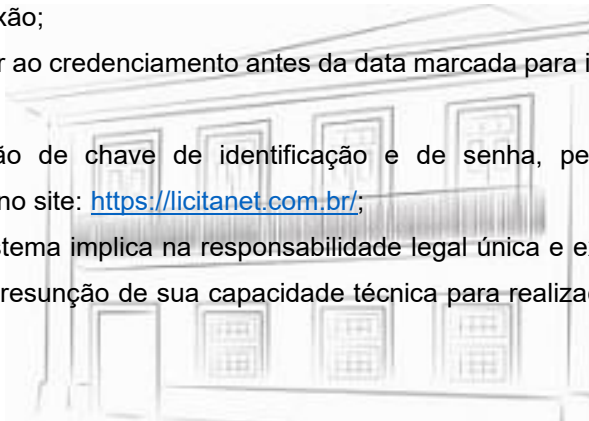 xão;
r ao credenciamento antes da data marcada para i
ão de chave de identificação e de senha, pe
no site: https://licitanet.com.br/;
stema implica na responsabilidade legal única e e
resunção de sua capacidade técnica para realiza